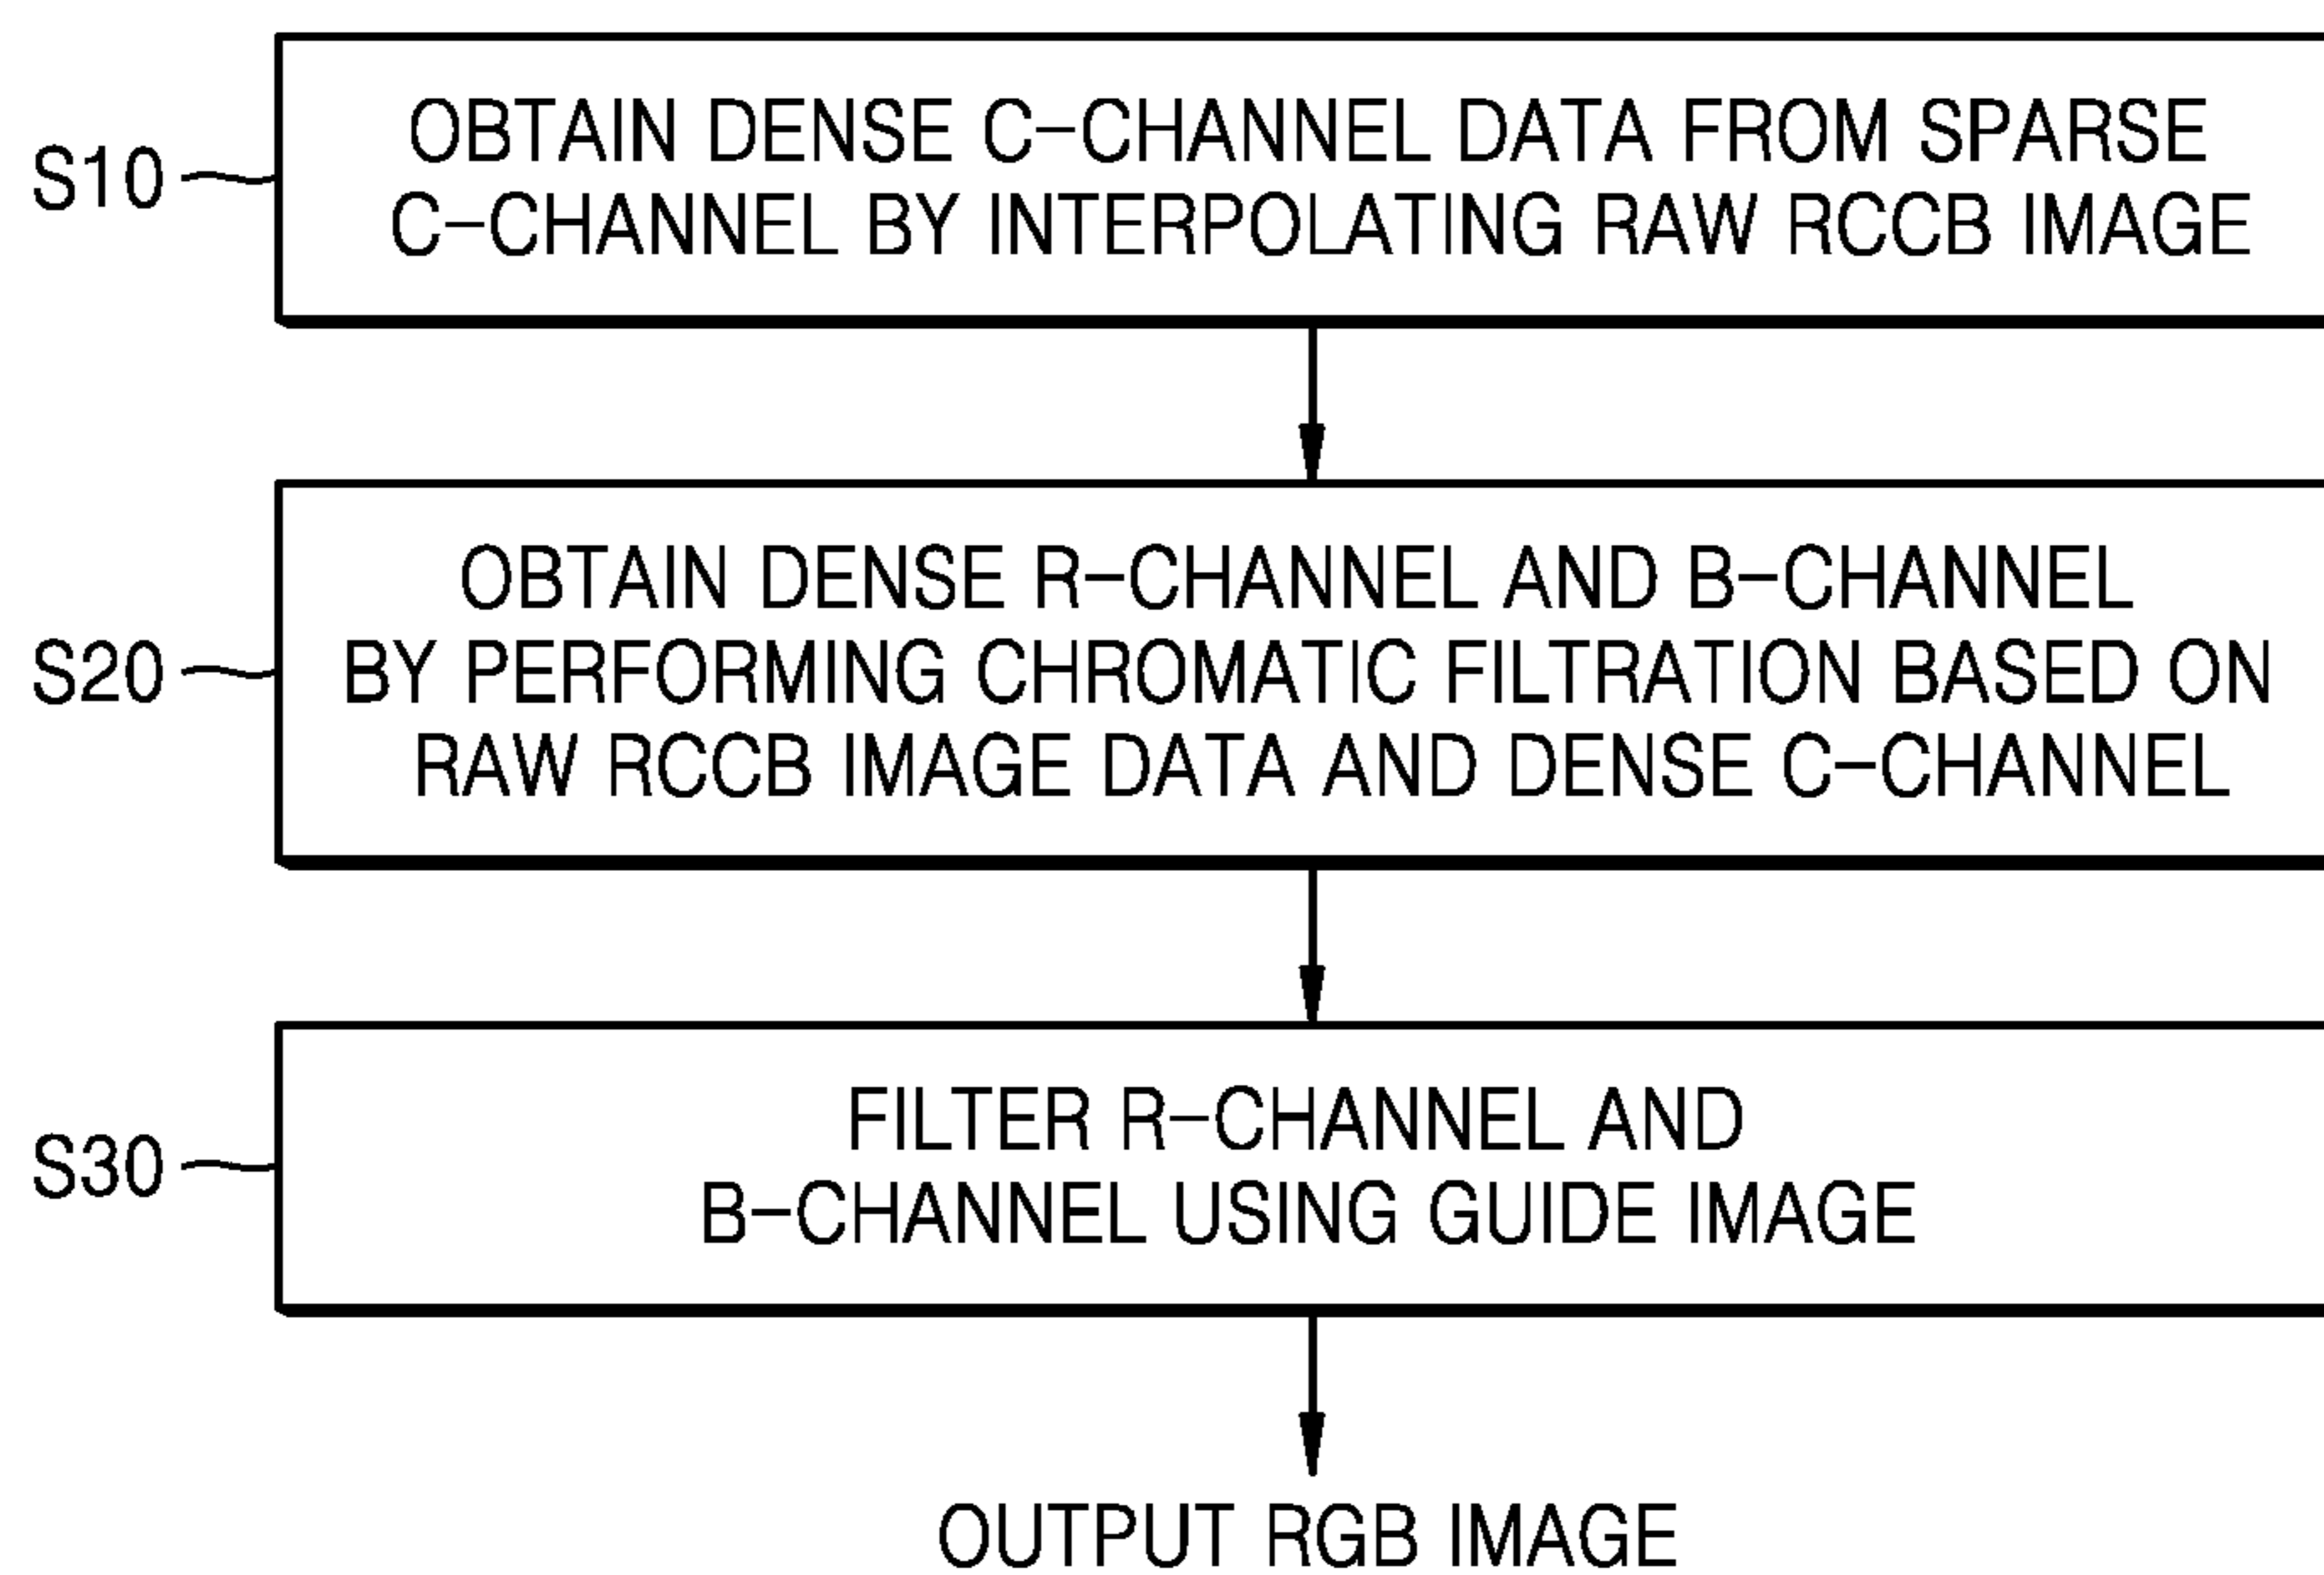 S10
OBTAIN DENSE C-CHANNEL DATA FROM SPARSE
C-CHANNEL BY INTERPOLATING RAW RCCB IMAGE
S20
OBTAIN DENSE R-CHANNEL AND B-CHANNEL
BY PERFORMING CHROMATIC FILTRATION BASED ON
RAW RCCB IMAGE DATA AND DENSE C-CHANNEL
S30
FILTER R-CHANNEL AND
B-CHANNEL USING GUIDE IMAGE
OUTPUT RGB IMAGE